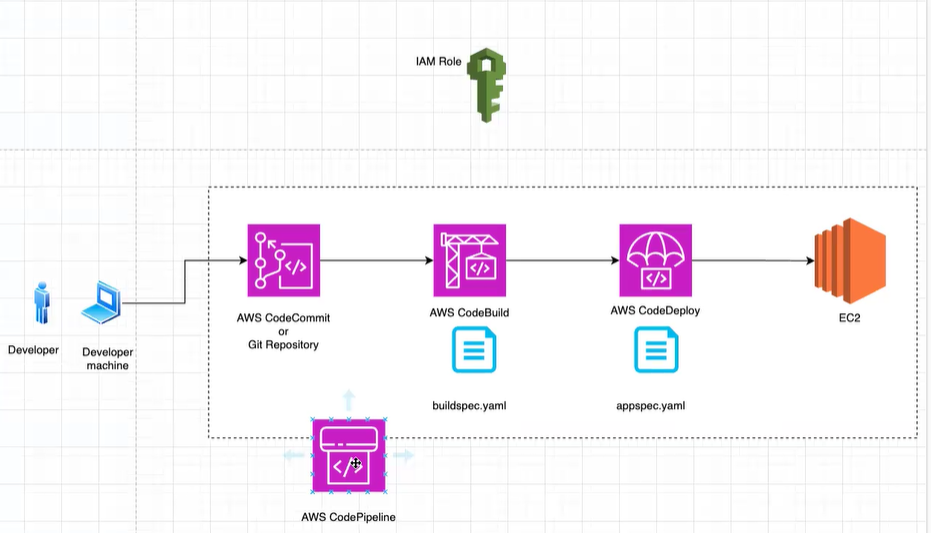 IAM Role
AWS CodeCommit
or
Git Repository
AWS CodeBuild
AWS CodeDeploy
EC2
Developer
Developer
machine
buildspec.yaml
appspec.yaml
AWS CodePipeline